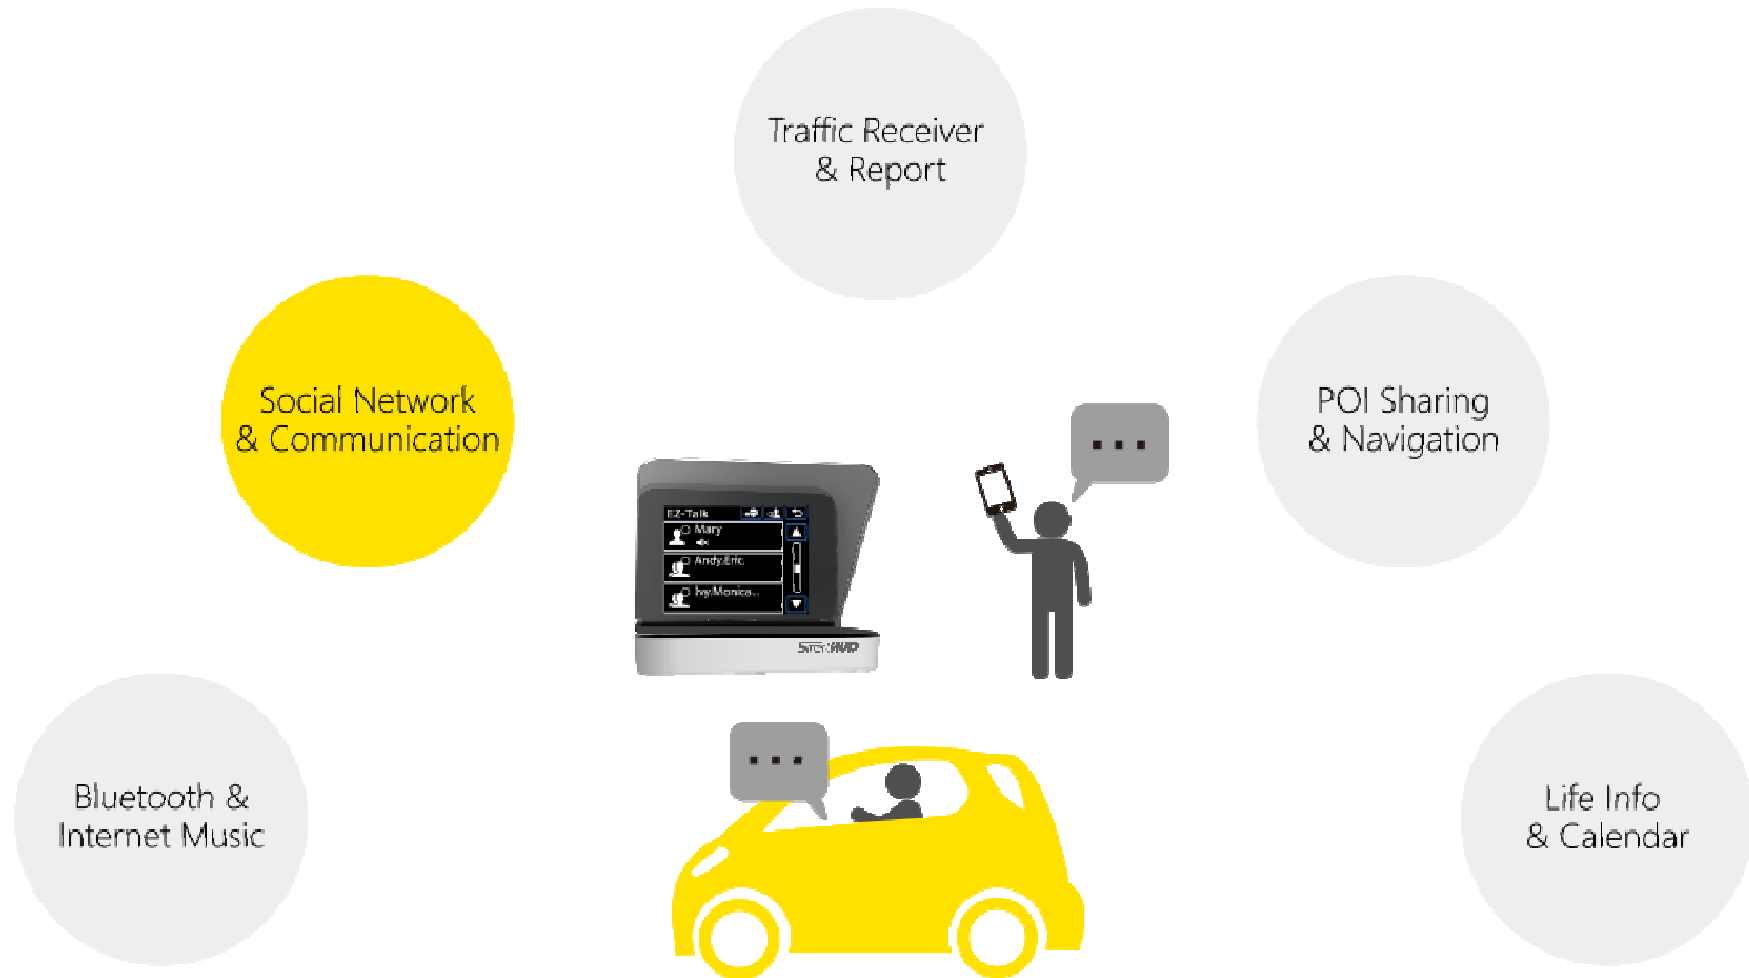 Traffic Receiver
& Report
Social Network
& Communication
POI Sharing
& Navigation
EZ-Talk
Mary
Andy.Eric.
Ivy.Monica...
Bluetooth &
Internet Music
Life Info
& Calendar